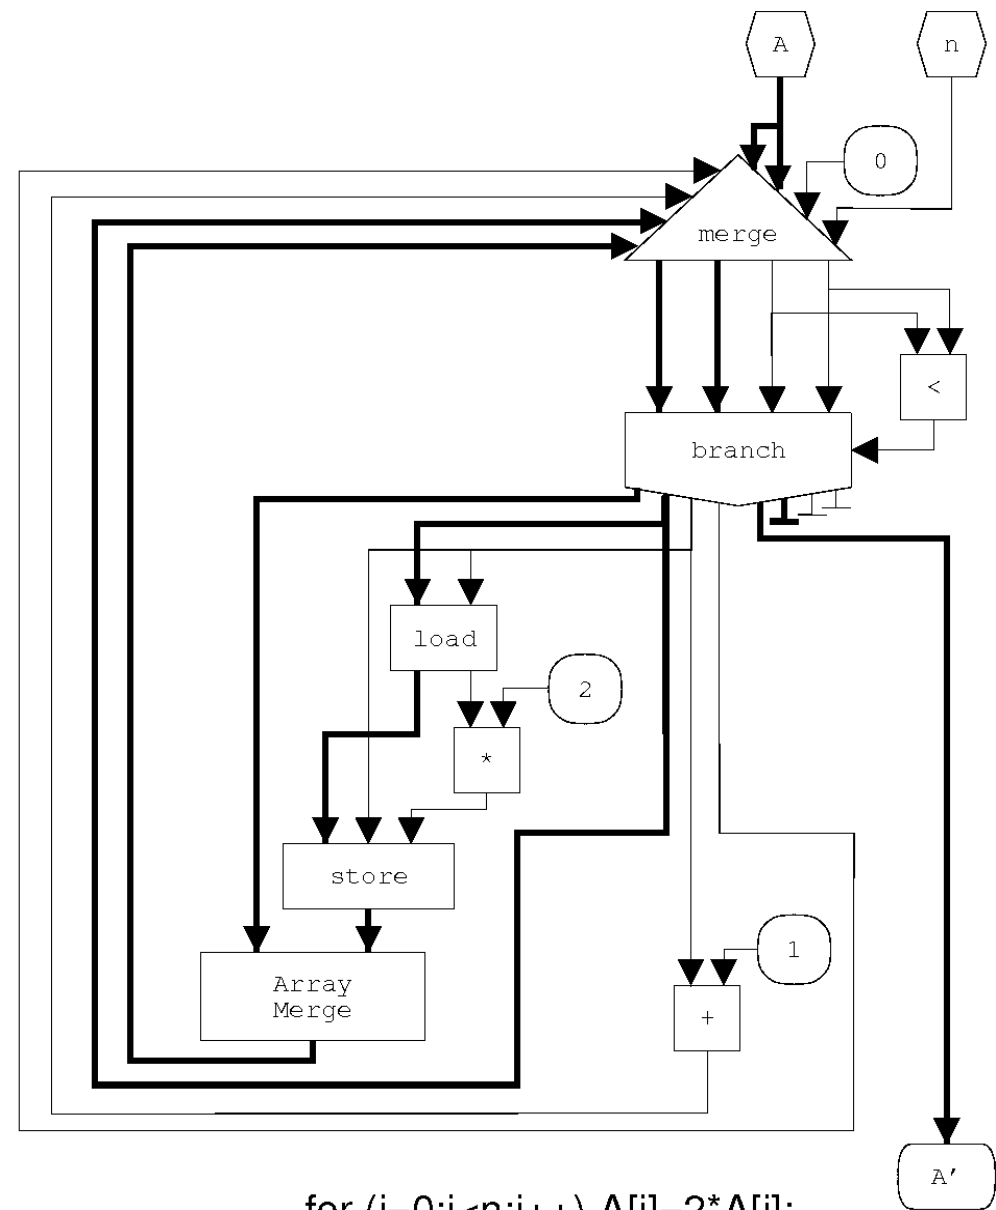 A
n
0
merge
<
branch
load
2
*
store
1
Array
Merge
+
A'
for (i=0;i<n;i++) A[i]=2*A[i];